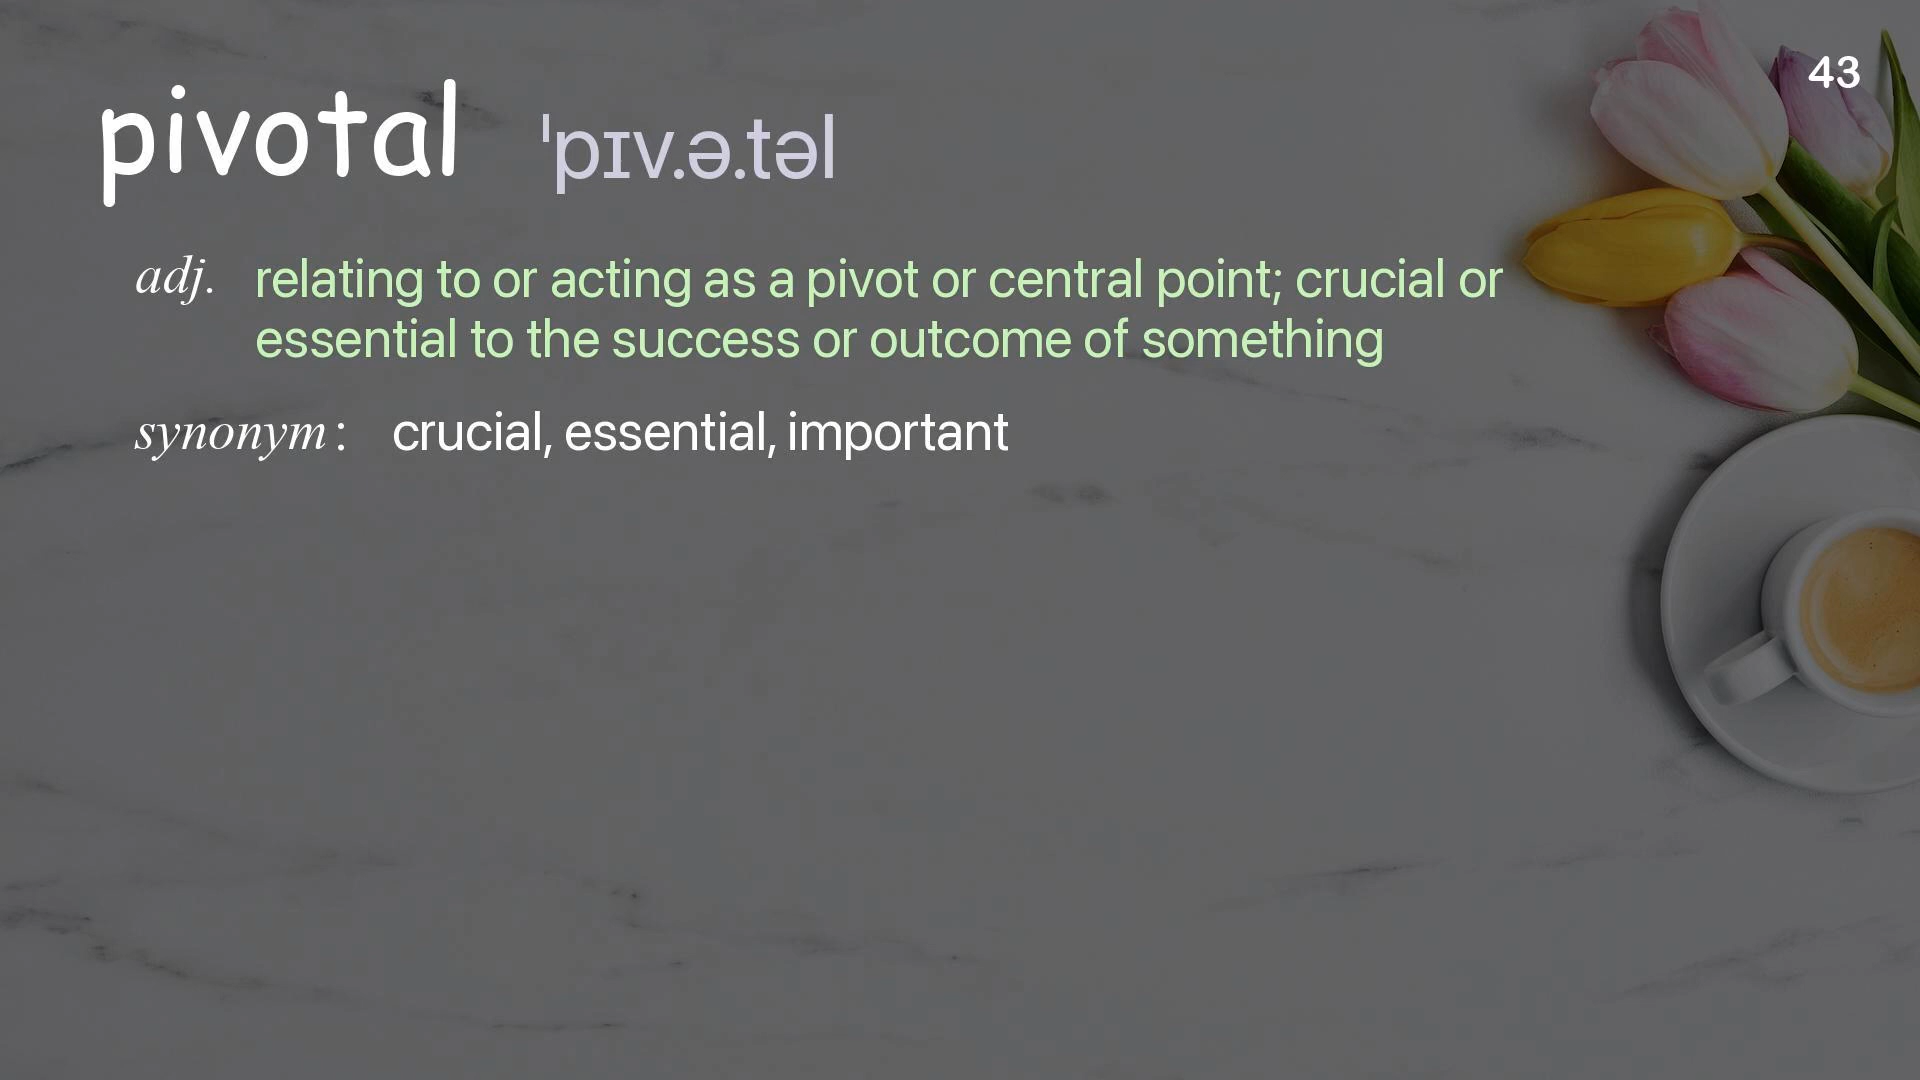 43
pivotal ˈpɪv.ə.təl
adj. relating to or acting as a pivot or central point; crucial or
essential to the success or outcome of something
synonym : crucial, essential, important